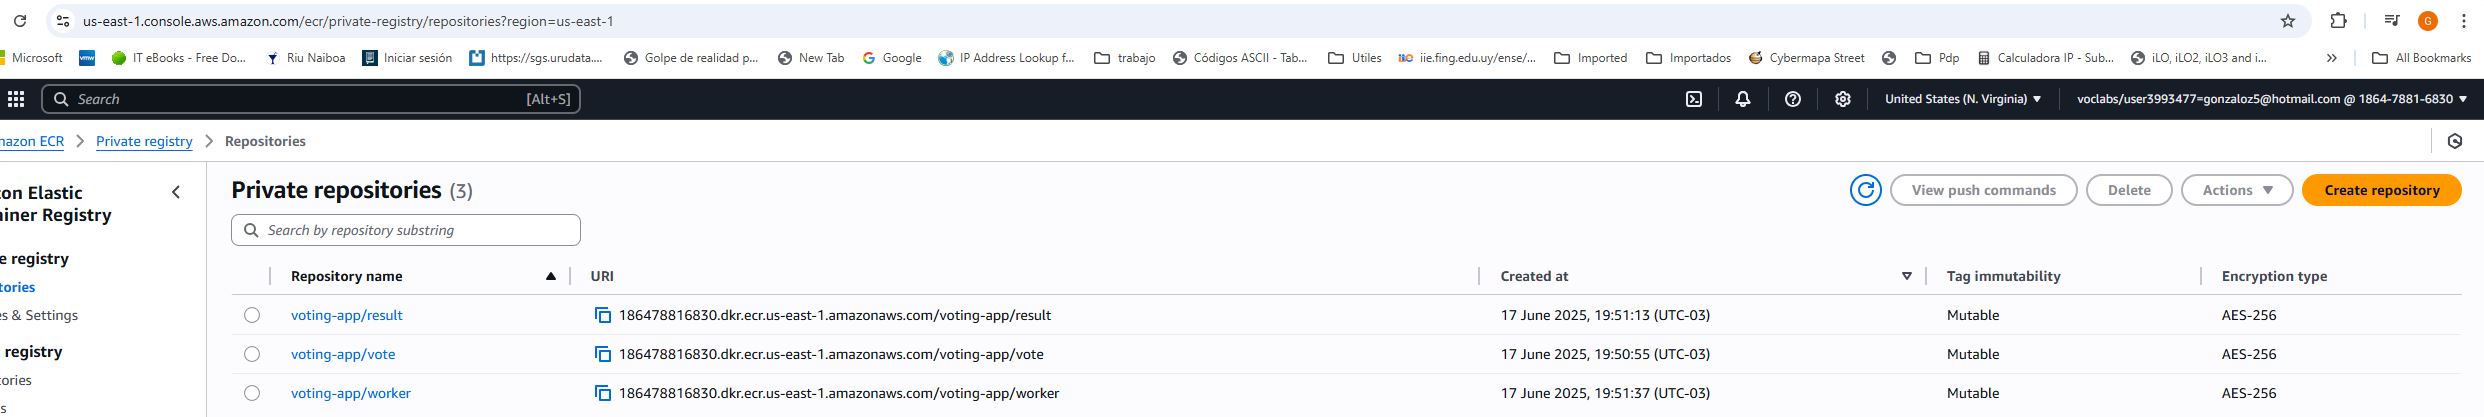 us-east-1.console.aws.amazon.com/ecr/private-registry/repositories?region=us-east-1
G
Microsoft vmw IT eBooks - Free Do... Riu Naiboa Iniciar sesión https://sgs.urudata.... Golpe de realidad p... New Tab Google IP Address Lookup f... trabajo Códigos ASCII - Tab... Utiles iie.fing.edu.uy/ense/... Imported Importados Cybermapa Street Pdp Calculadora IP - Sub... iLO, iLO2, iLO3 and i... » All Bookmarks
Search [Alt+S] United States (N. Virginia) voclabs/user3993477=gonzaloz5@hotmail.com @ 1864-7881-6830
mazon ECR Private registry Repositories
on Elastic
ainer Registry
e registry
tories
es & Settings
registry
tories
s
Private repositories (3)
View push commands Delete Actions Create repository
Search by repository substring
Repository name URI Created at Tag immutability Encryption type
voting-app/result 186478816830.dkr.ecr.us-east-1.amazonaws.com/voting-app/result 17 June 2025, 19:51:13 (UTC-03) Mutable AES-256
voting-app/vote 186478816830.dkr.ecr.us-east-1.amazonaws.com/voting-app/vote 17 June 2025, 19:50:55 (UTC-03) Mutable AES-256
voting-app/worker 186478816830.dkr.ecr.us-east-1.amazonaws.com/voting-app/worker 17 June 2025, 19:51:37 (UTC-03) Mutable AES-256